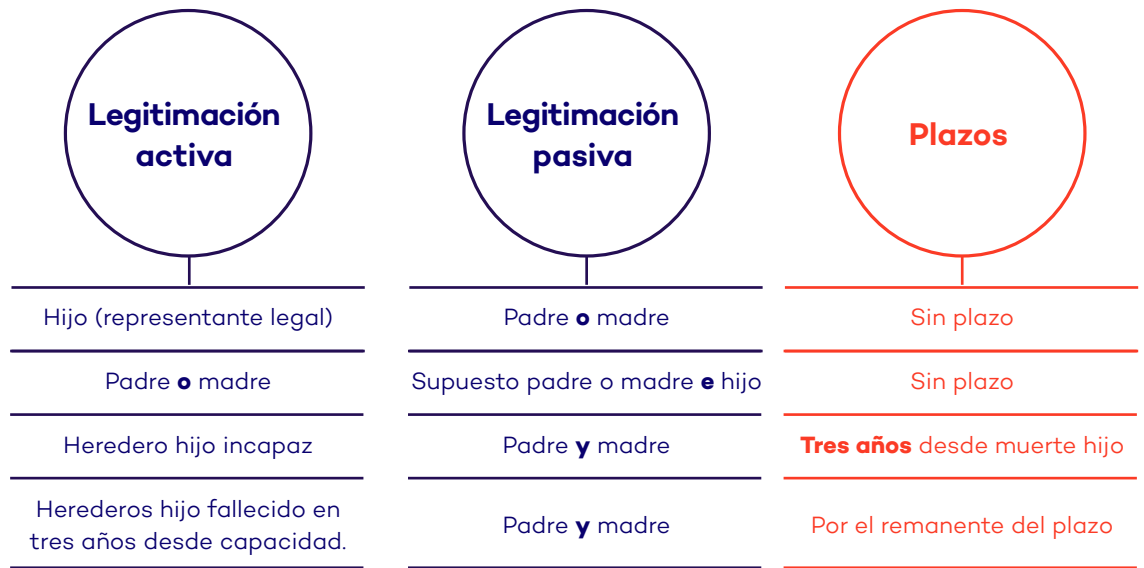 Legitimación
activa
Legitimación
pasiva
Plazos
Hijo (representante legal)
Padre o madre
Sin plazo
Padre o madre
Supuesto padre o madre e hijo
Sin plazo
Heredero hijo incapaz
Padre y madre
Tres años desde muerte hijo
Herederos hijo fallecido en
tres años desde capacidad.
Padre y madre
Por el remanente del plazo